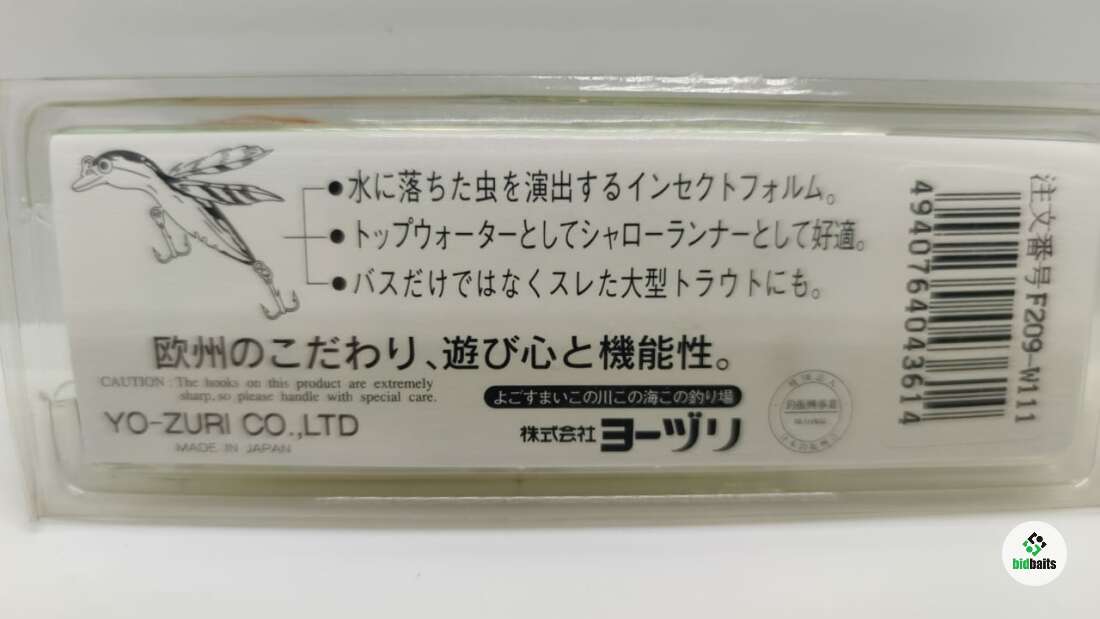 ●水に落ちた虫を演出するインセクトフォルム。
●トップウォーターとしてシャローランナーとして好適。
●バスだけではなくスレた大型トラウトにも。
欧州のこだわり、遊び心と機能性。
CAUTION : The hooks on this product are extremely
sharp, so please handle with special care.
YO-ZURI CO.,LTD
MADE IN JAPAN
よごすまいこの川この海この釣り場
株式会社 ヨーヅリ
注文番号 F209-W111
4940764043614
bidbaits